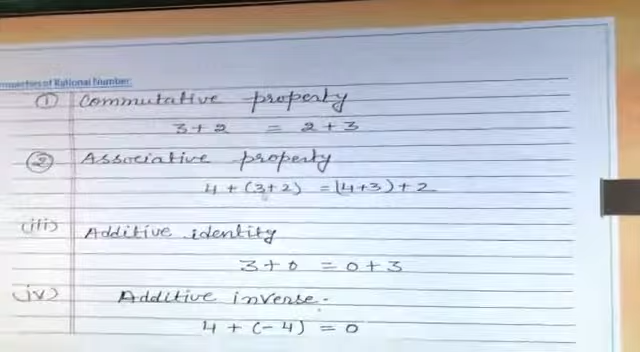 Properties of Rational Number
① Commutative property
3+2 = 2+3
② Associative property
4+(3+2) = (4+3)+2
(iii) Additive identity
3+0 = 0+3
(iv) Additive inverse.
4+(-4) = 0